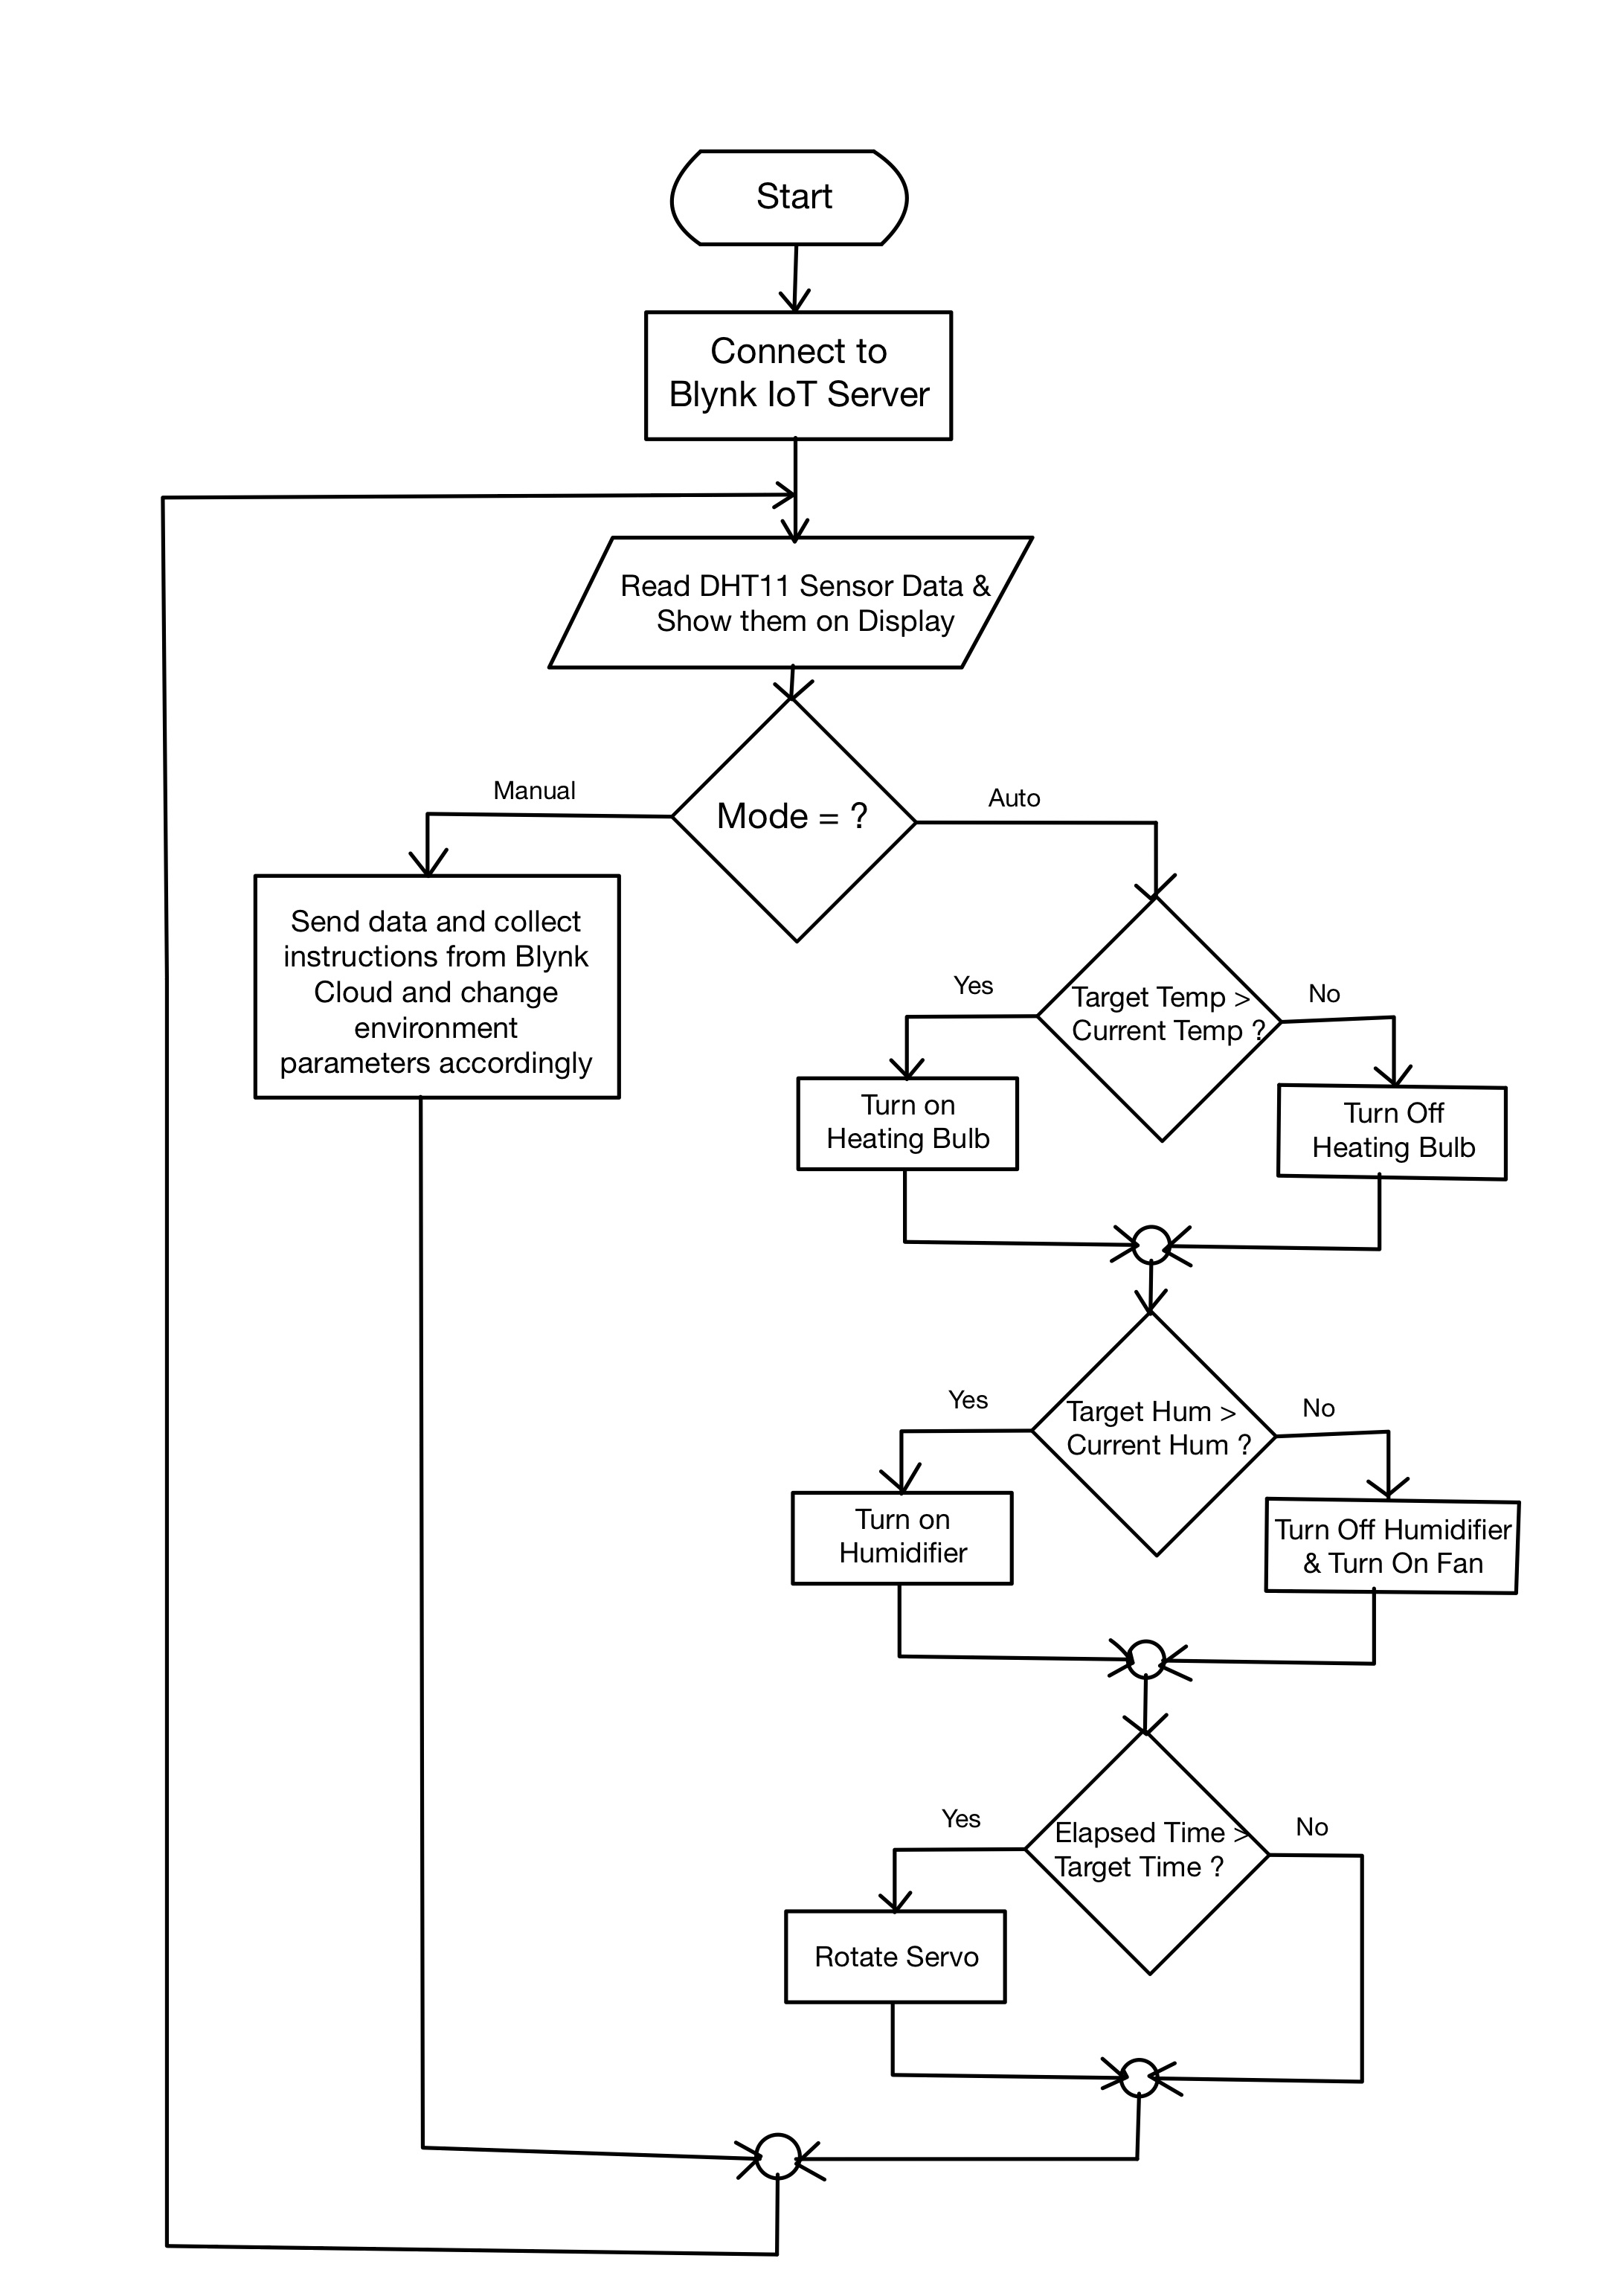 Start
Connect to
Blynk IoT Server
Read DHT11 Sensor Data &
Show them on Display
Mode = ?
Manual
Auto
Send data and collect
instructions from Blynk
Cloud and change
environment
parameters accordingly
Target Temp >
Current Temp ?
Yes
No
Turn on
Heating Bulb
Turn Off
Heating Bulb
Target Hum >
Current Hum ?
Yes
No
Turn on
Humidifier
Turn Off Humidifier
& Turn On Fan
Elapsed Time >
Target Time ?
Yes
No
Rotate Servo